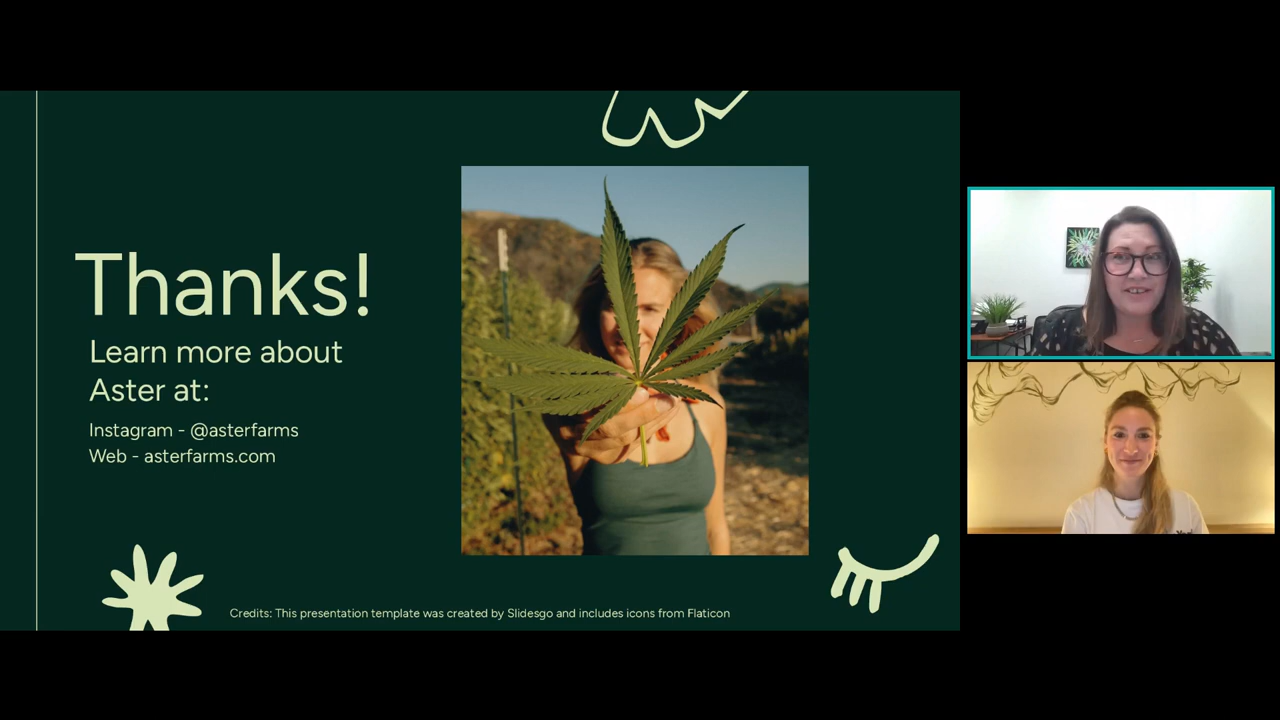 Thanks!
Learn more about
Aster at:
Instagram - @asterfarms
Web - asterfarms.com
Credits: This presentation template was created by Slidesgo and includes icons from Flaticon